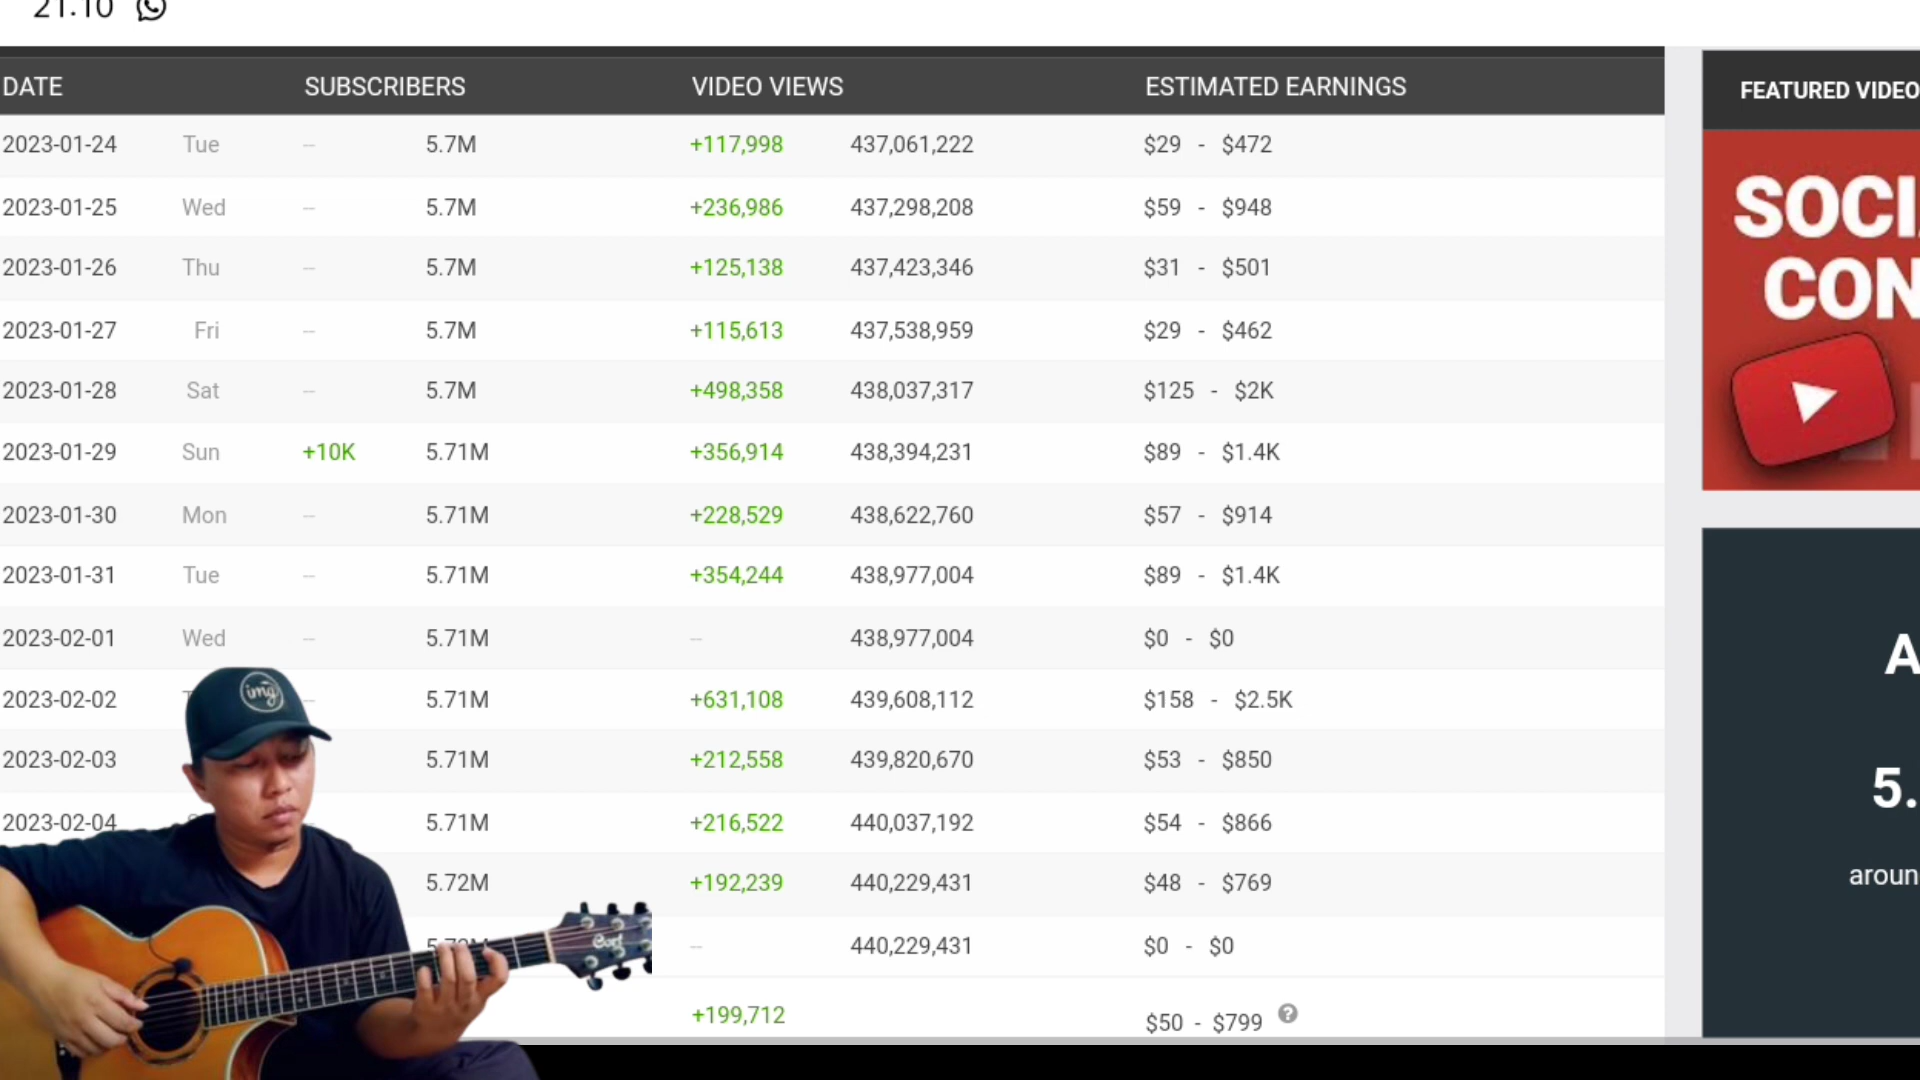 21.10
DATE SUBSCRIBERS VIDEO VIEWS ESTIMATED EARNINGS
2023-01-24 Tue -- 5.7M +117,998 437,061,222 $29 - $472
2023-01-25 Wed -- 5.7M +236,986 437,298,208 $59 - $948
2023-01-26 Thu -- 5.7M +125,138 437,423,346 $31 - $501
2023-01-27 Fri -- 5.7M +115,613 437,538,959 $29 - $462
2023-01-28 Sat -- 5.7M +498,358 438,037,317 $125 - $2K
2023-01-29 Sun +10K 5.71M +356,914 438,394,231 $89 - $1.4K
2023-01-30 Mon -- 5.71M +228,529 438,622,760 $57 - $914
2023-01-31 Tue -- 5.71M +354,244 438,977,004 $89 - $1.4K
2023-02-01 Wed -- 5.71M -- 438,977,004 $0 - $0
2023-02-02 -- 5.71M +631,108 439,608,112 $158 - $2.5K
2023-02-03 5.71M +212,558 439,820,670 $53 - $850
2023-02-04 5.71M +216,522 440,037,192 $54 - $866
5.72M +192,239 440,229,431 $48 - $769
-- 440,229,431 $0 - $0
+199,712 $50 - $799 ?
FEATURED VIDEO
SOCI
CON
A
5.
aroun
img
Cort